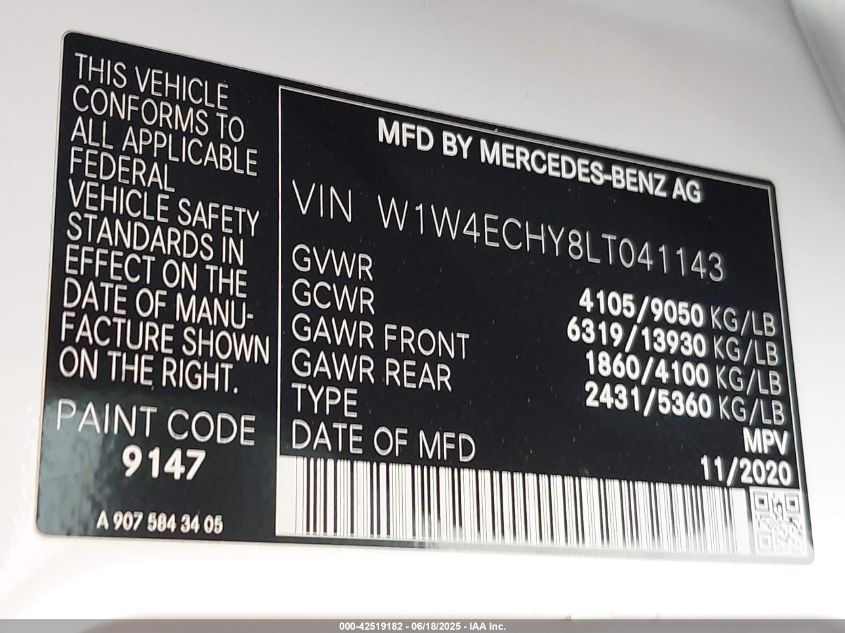 THIS VEHICLE
CONFORMS TO
ALL APPLICABLE
FEDERAL
VEHICLE SAFETY
STANDARDS IN
EFFECT ON THE
DATE OF MANU-
FACTURE SHOWN
ON THE RIGHT.
PAINT CODE
9147
A 907 584 34 05
MFD BY MERCEDES-BENZ AG
VIN W1W4ECHY8LT041143
GVWR 4105/9050 KG/LB
GCWR 6319/13930 KG/LB
GAWR FRONT 1860/4100 KG/LB
GAWR REAR 2431/5360 KG/LB
TYPE MPV
DATE OF MFD 11/2020
000-42519182 - 06/18/2025 - IAA Inc.